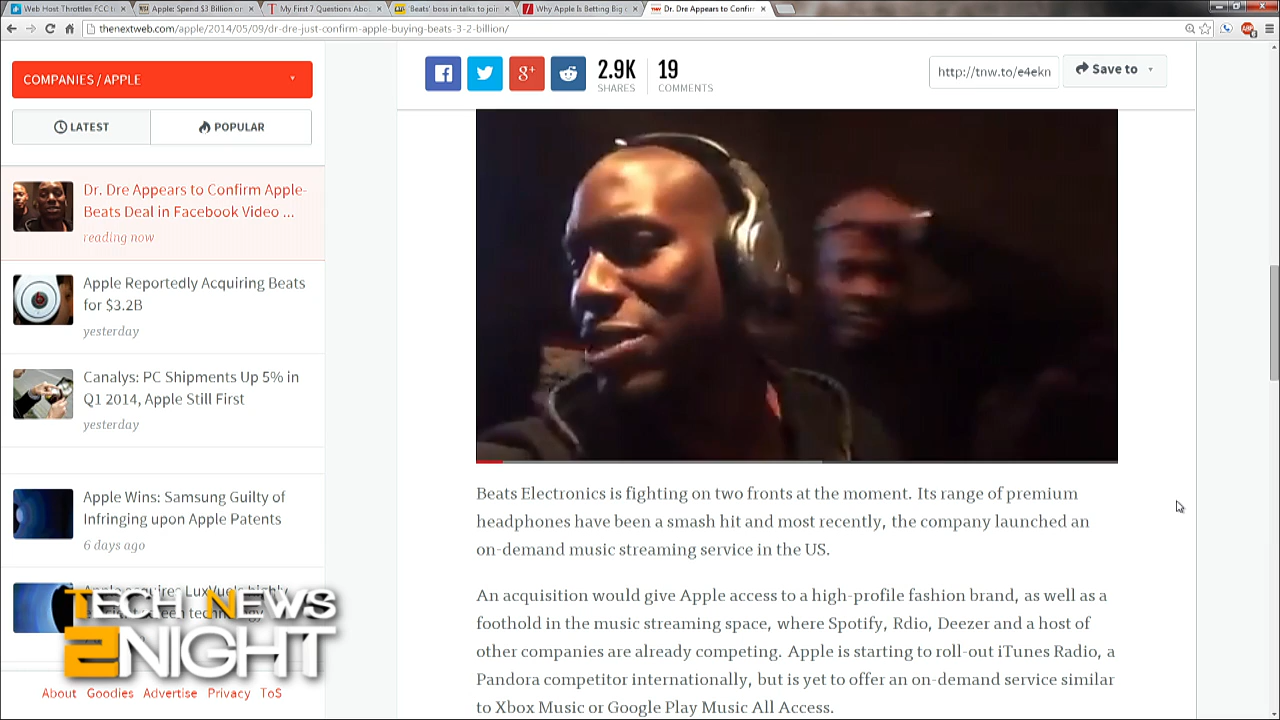 Web Host Throttles FCC to
Apple: Spend $3 Billion on
My First 7 Questions Abou
Beats' boss in talks to join
Why Apple Is Betting Big o
Dr. Dre Appears to Confirm
thenextweb.com/apple/2014/05/09/dr-dre-just-confirm-apple-buying-beats-3-2-billion/
COMPANIES / APPLE
LATEST
POPULAR
Dr. Dre Appears to Confirm Apple-
Beats Deal in Facebook Video ...
reading now
Apple Reportedly Acquiring Beats
for $3.2B
yesterday
Canalys: PC Shipments Up 5% in
Q1 2014, Apple Still First
yesterday
Apple Wins: Samsung Guilty of
Infringing upon Apple Patents
6 days ago
Apple acquires LuxVue's highly
TECH NEWS
2NIGHT
About Goodies Advertise Privacy ToS
2.9K
SHARES
19
COMMENTS
http://tnw.to/e4ekn
Save to
Beats Electronics is fighting on two fronts at the moment. Its range of premium
headphones have been a smash hit and most recently, the company launched an
on-demand music streaming service in the US.
An acquisition would give Apple access to a high-profile fashion brand, as well as a
foothold in the music streaming space, where Spotify, Rdio, Deezer and a host of
other companies are already competing. Apple is starting to roll-out iTunes Radio, a
Pandora competitor internationally, but is yet to offer an on-demand service similar
to Xbox Music or Google Play Music All Access.